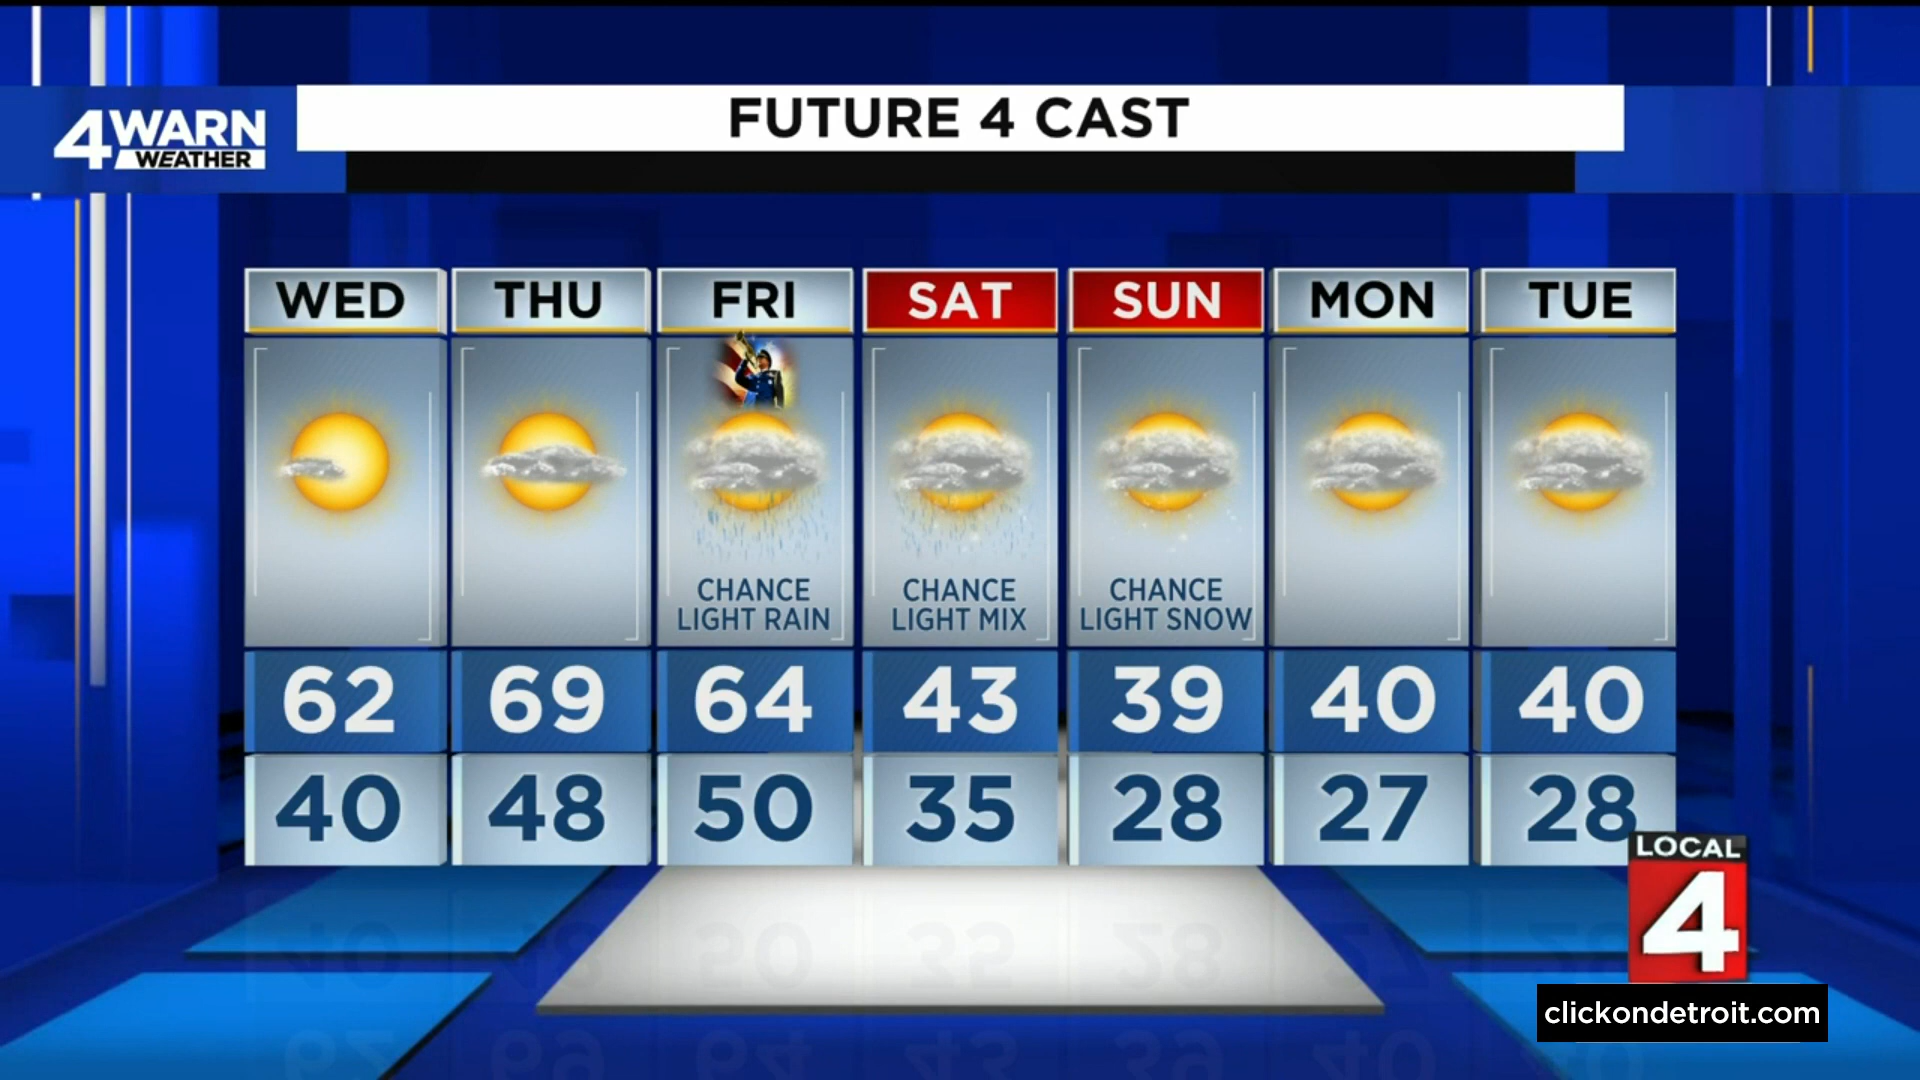 FUTURE 4 CAST
4WARN
WEATHER
WED THU FRI SAT SUN MON TUE
CHANCE LIGHT RAIN
CHANCE LIGHT MIX
CHANCE LIGHT SNOW
62 69 64 43 39 40 40
40 48 50 35 28 27 28
LOCAL
4
clickondetroit.com